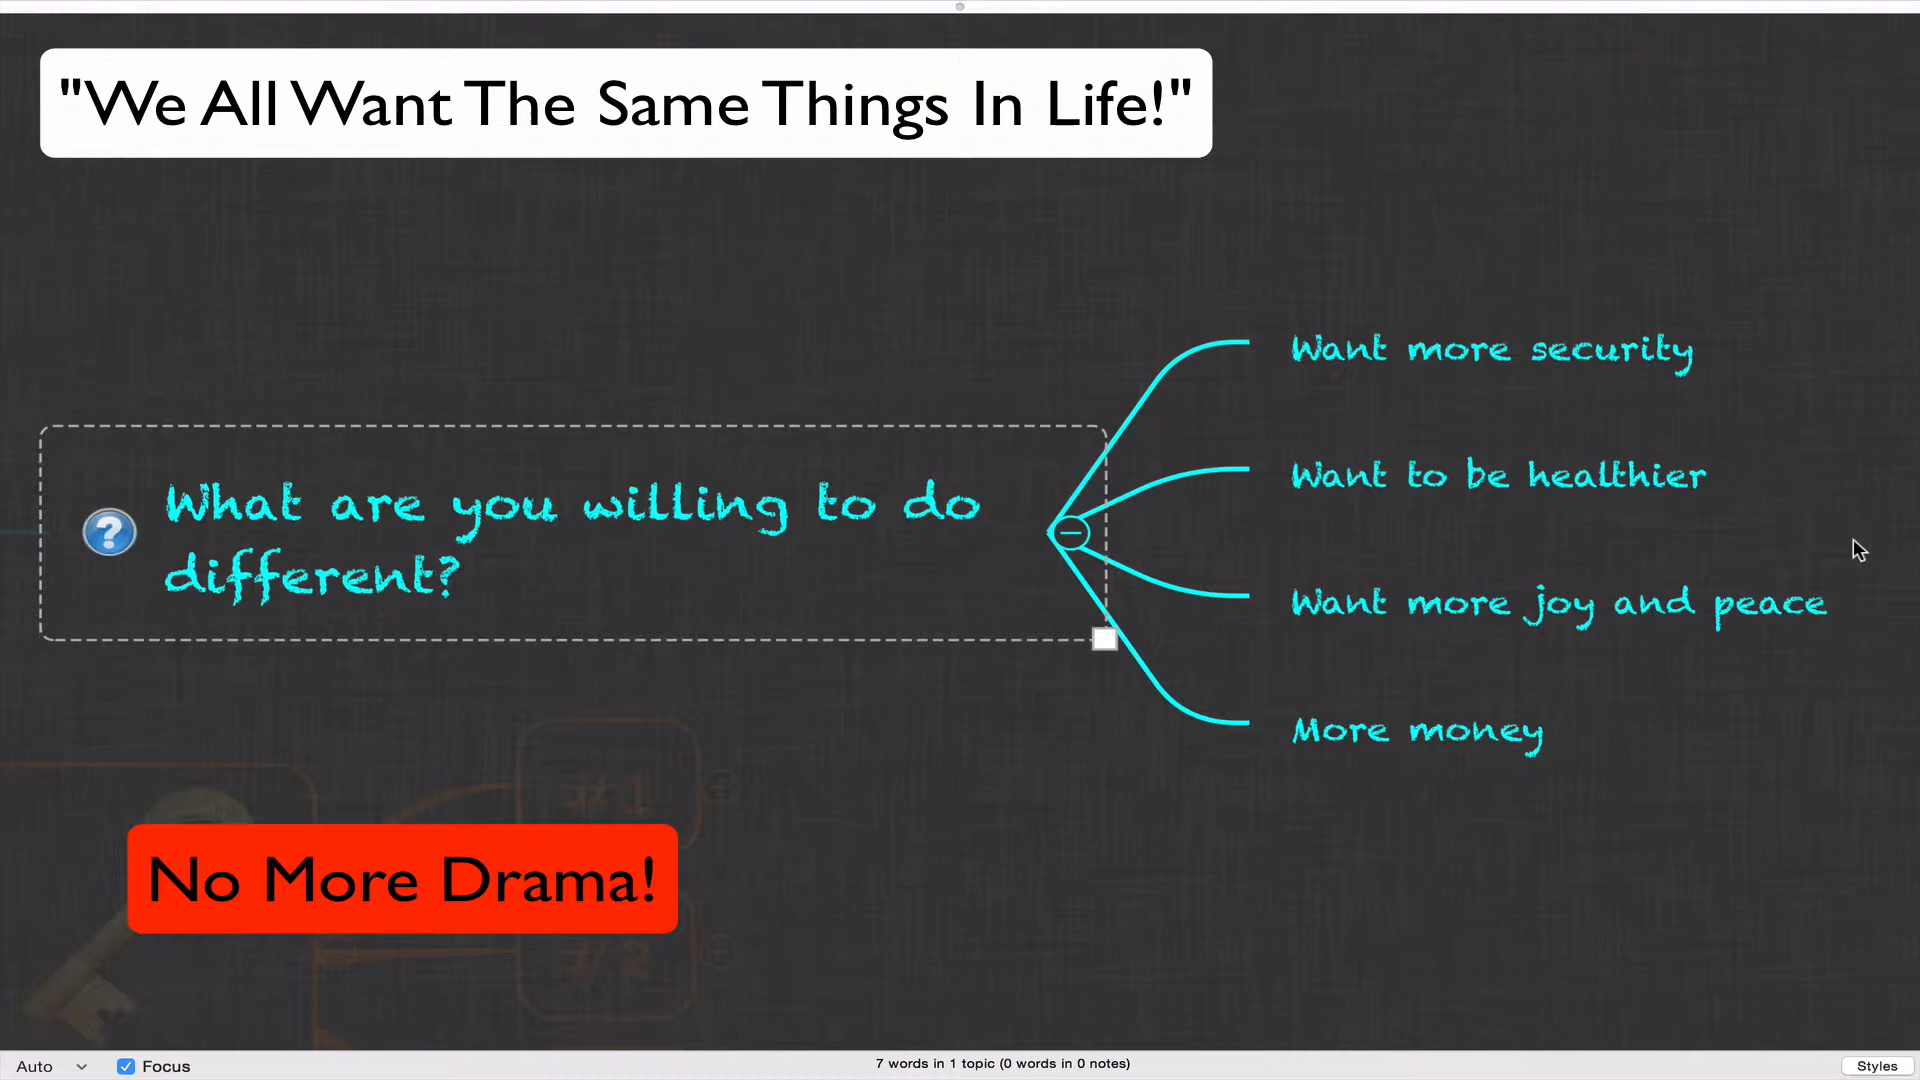 "We All Want The Same Things In Life!"
What are you willing to do
different?
Want more security
Want to be healthier
Want more joy and peace
More money
#1
No More Drama!
#2
Auto
Focus
7 words in 1 topic (0 words in 0 notes)
Styles